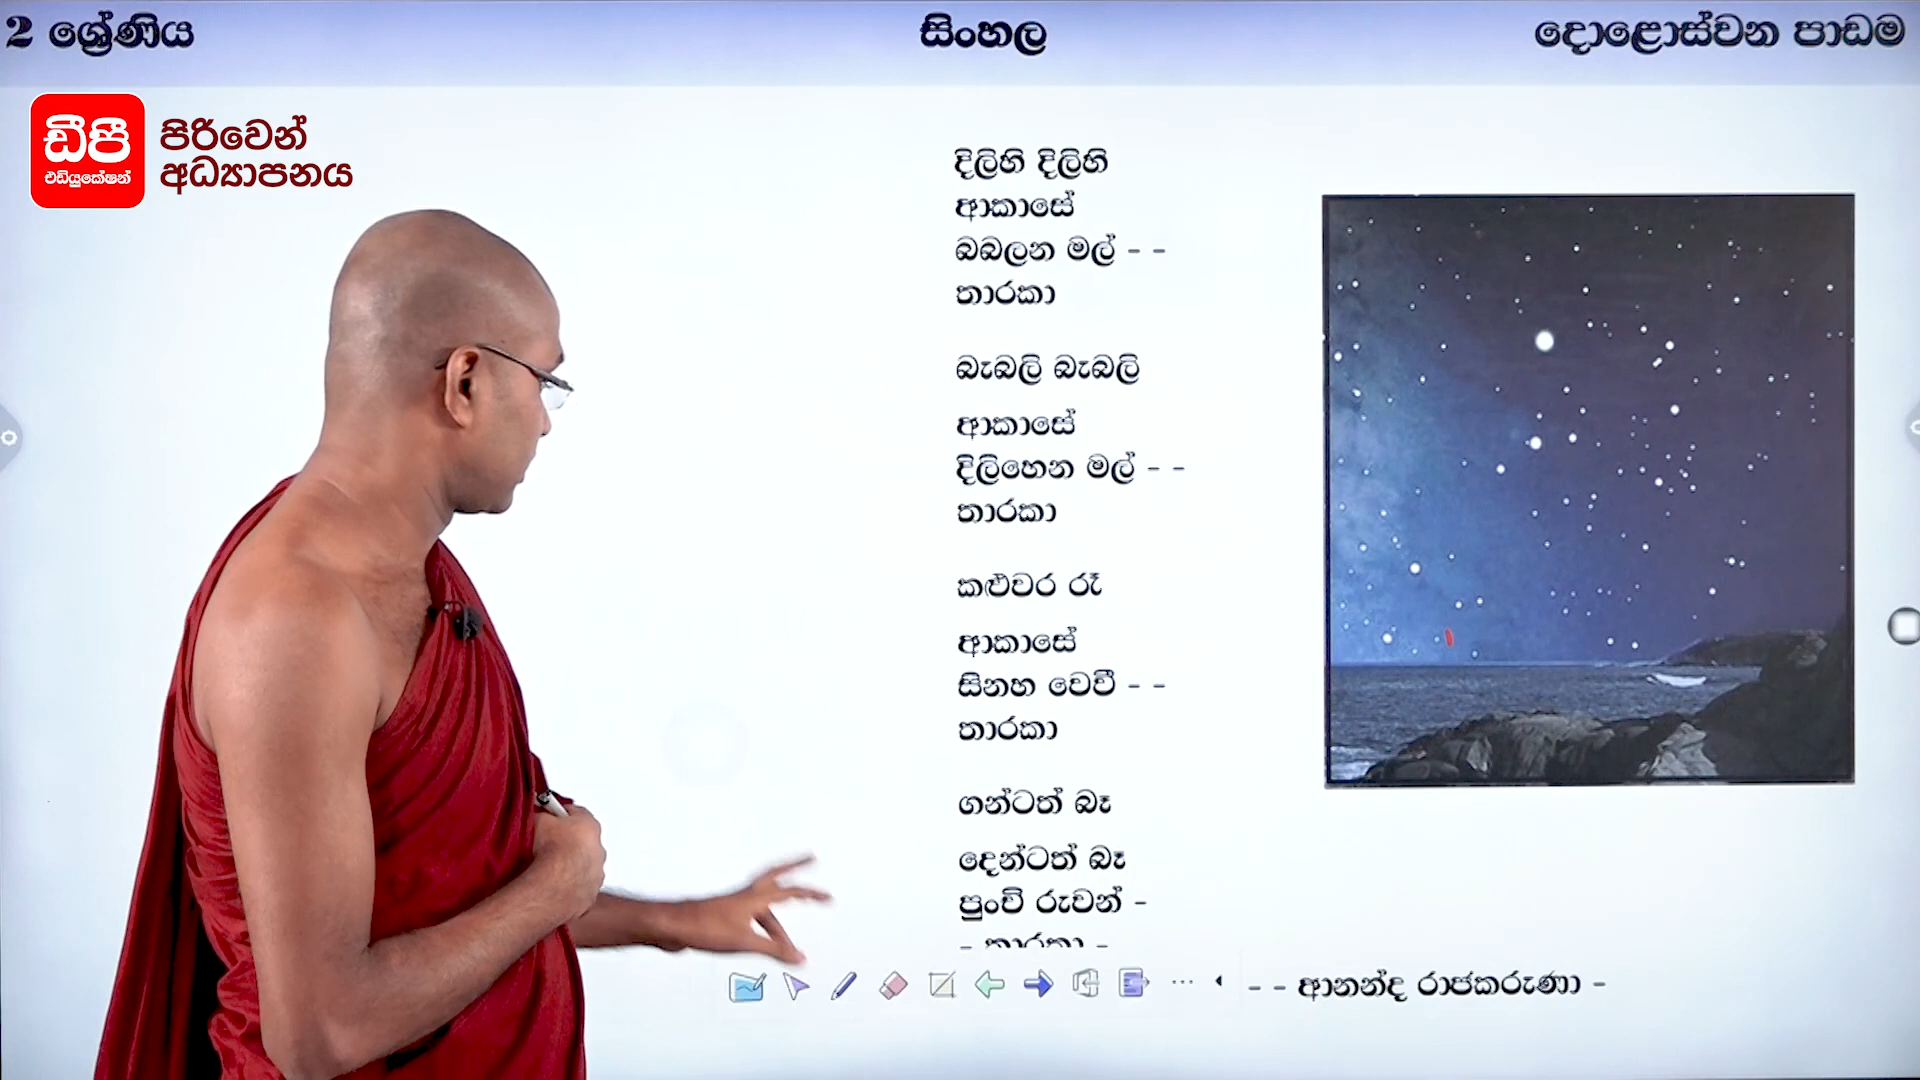 2 ශ්‍රේණිය
සිංහල
දොළොස්වන පාඩම
ඩීපී
එඩියුකේෂන්
පිරිවෙන්
අධ්‍යාපනය
දිලිහි දිලිහි
ආකාසේ
බබලන මල් - -
තාරකා
බැබලි බැබලි
ආකාසේ
දිලිහෙන මල් - -
තාරකා
කළුවර රෑ
ආකාසේ
සිනහ වෙවී - -
තාරකා
ගන්ටත් බෑ
දෙන්ටත් බෑ
පුංචි රුවන් -
- තාරකා -
- - ආනන්ද රාජකරුණා -